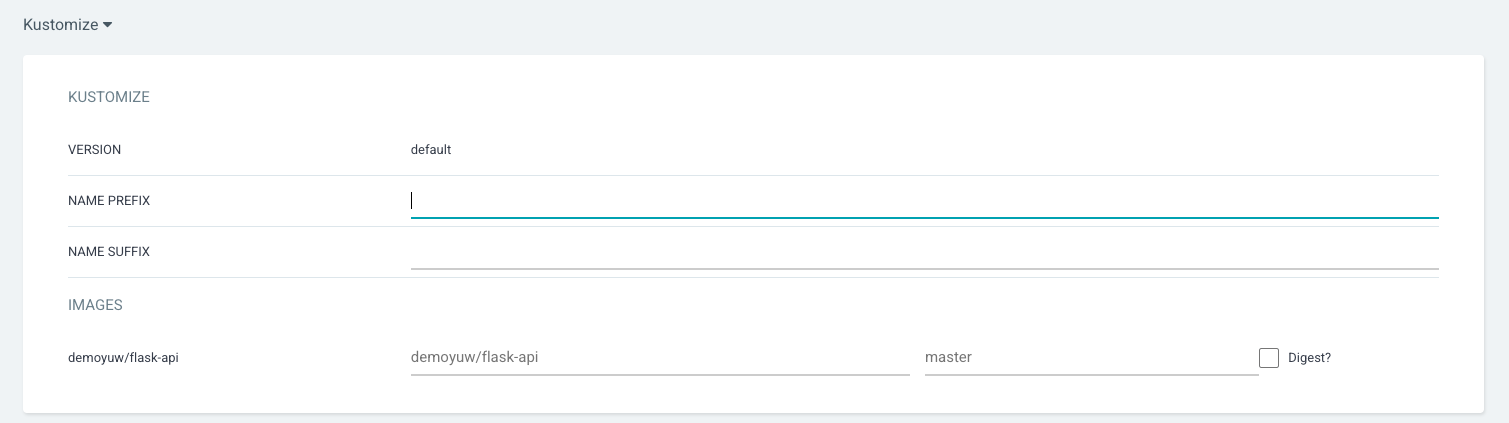 Kustomize
KUSTOMIZE
VERSION default
NAME PREFIX
NAME SUFFIX
IMAGES
demoyuw/flask-api demoyuw/flask-api master Digest?